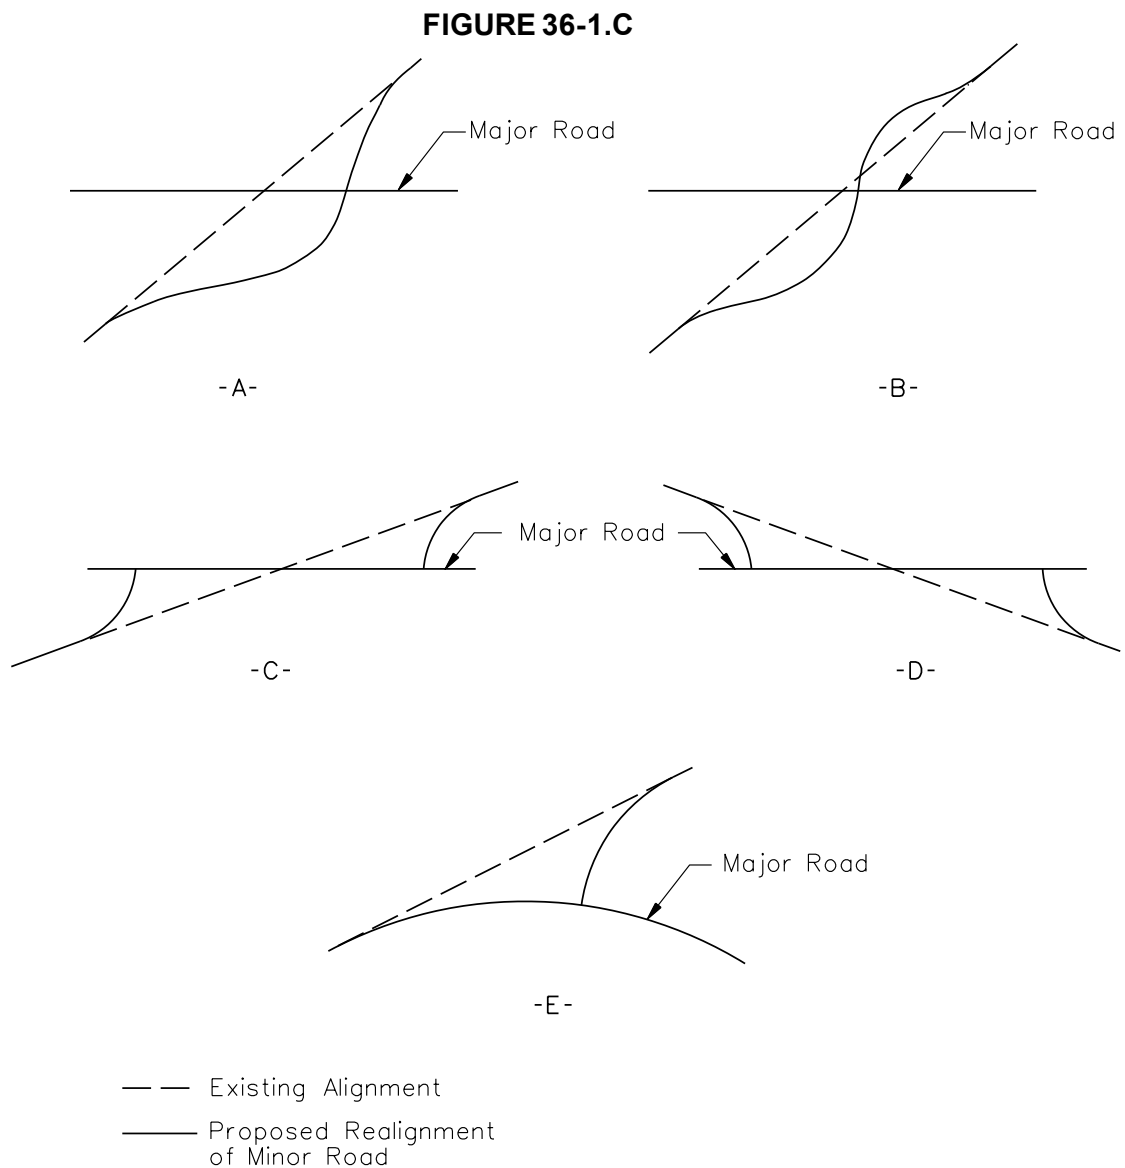 FIGURE 36-1.C
Major Road
Major Road
-A-
-B-
Major Road
-C-
-D-
Major Road
-E-
Existing Alignment
Proposed Realignment
of Minor Road